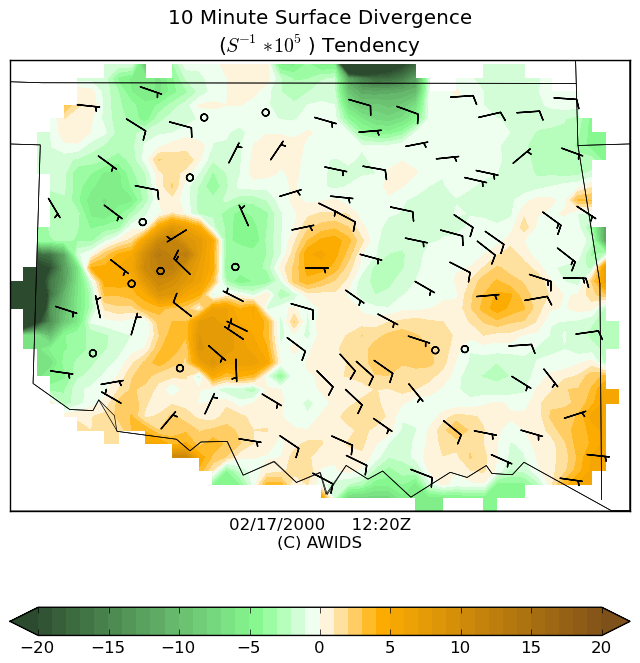 10 Minute Surface Divergence
(S⁻¹ *10⁵ ) Tendency
02/17/2000 12:20Z
(C) AWIDS
−20 −15 −10 −5 0 5 10 15 20